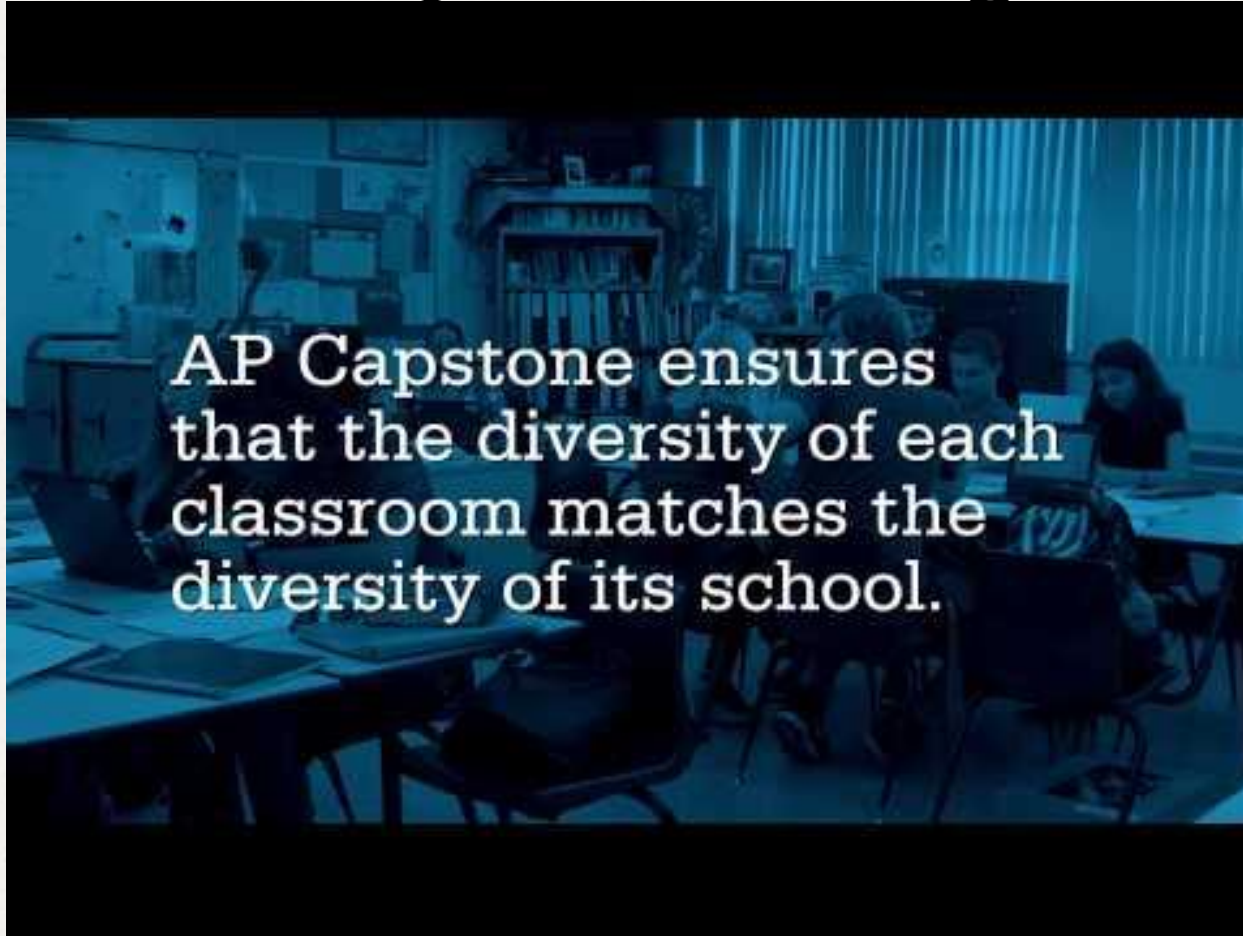 AP Capstone ensures
that the diversity of each
classroom matches the
diversity of its school.